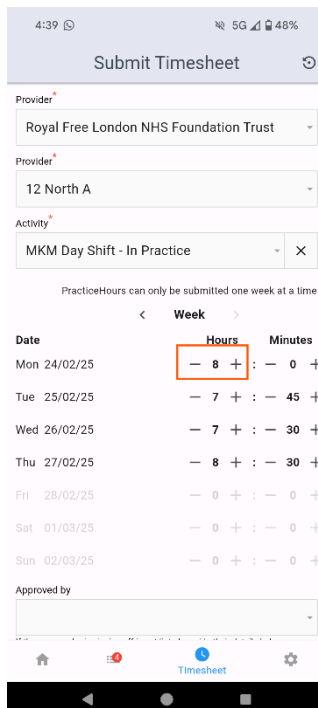 4:39 5G 48%
Submit Timesheet
Provider*
Royal Free London NHS Foundation Trust
Provider*
12 North A
Activity*
MKM Day Shift - In Practice ×
PracticeHours can only be submitted one week at a time
< Week >
Date Hours Minutes
Mon 24/02/25 — 8 + : — 0 +
Tue 25/02/25 — 7 + : — 45 +
Wed 26/02/25 — 7 + : — 30 +
Thu 27/02/25 — 8 + : — 30 +
Fri 28/02/25 — 0 + : — 0 +
Sat 01/03/25 — 0 + : — 0 +
Sun 02/03/25 — 0 + : — 0 +
Approved by
4
Timesheet